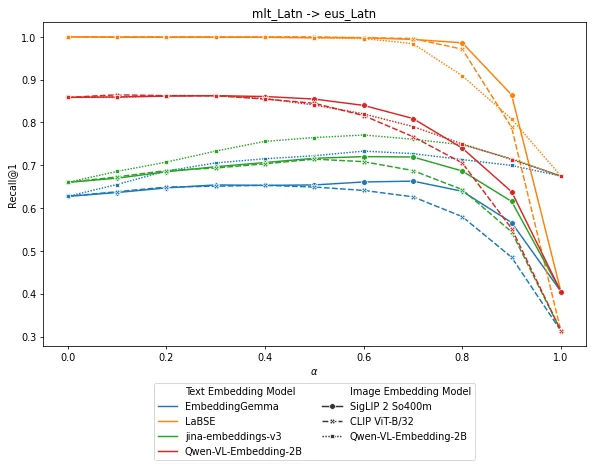 mlt_Latn -> eus_Latn
1.0
0.9
0.8
0.7
0.6
0.5
0.4
0.3
Recall@1
0.0 0.2 0.4 0.6 0.8 1.0
α
Text Embedding Model Image Embedding Model
EmbeddingGemma SigLIP 2 So400m
LaBSE CLIP ViT-B/32
jina-embeddings-v3 Qwen-VL-Embedding-2B
Qwen-VL-Embedding-2B